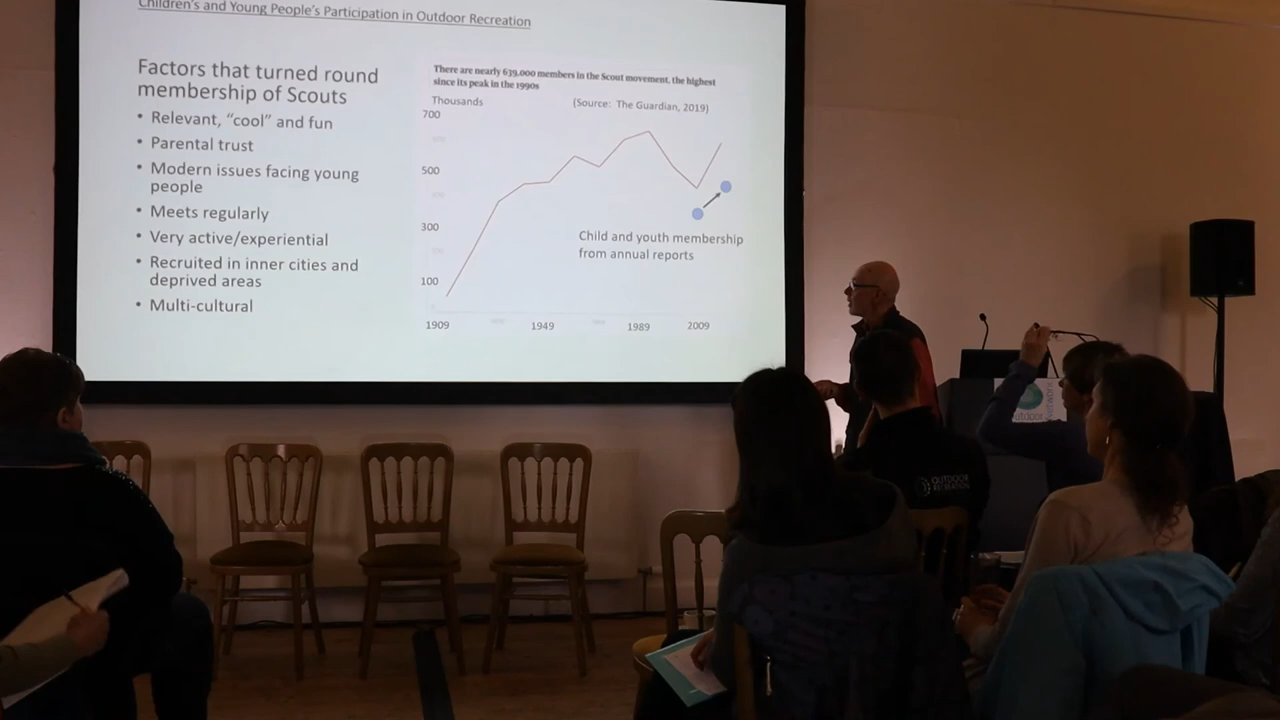 Children's and Young People's Participation in Outdoor Recreation
Factors that turned round
membership of Scouts
• Relevant, “cool” and fun
• Parental trust
• Modern issues facing young
people
• Meets regularly
• Very active/experiential
• Recruited in inner cities and
deprived areas
• Multi-cultural
There are nearly 639,000 members in the Scout movement, the highest
since its peak in the 1990s
Thousands
(Source: The Guardian, 2019)
700
500
300
100
1909
1949
1989
2009
Child and youth membership
from annual reports
OUTDOOR
RECREATION